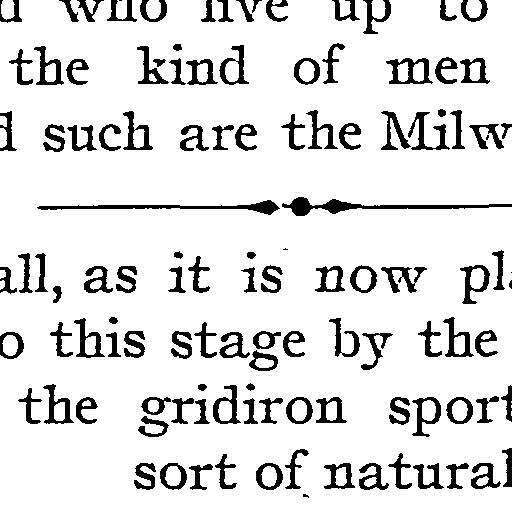 who live up to
the kind of men
such are the Milw
all, as it is now pl
o this stage by the
the gridiron sport
sort of natural